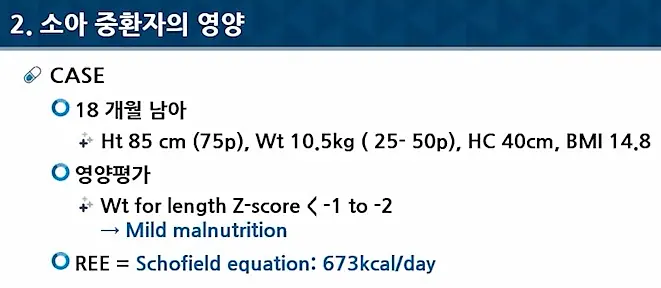 2. 소아 중환자의 영양
CASE
18 개월 남아
Ht 85 cm (75p), Wt 10.5kg ( 25- 50p), HC 40cm, BMI 14.8
영양평가
Wt for length Z-score < -1 to -2
→ Mild malnutrition
REE = Schofield equation: 673kcal/day